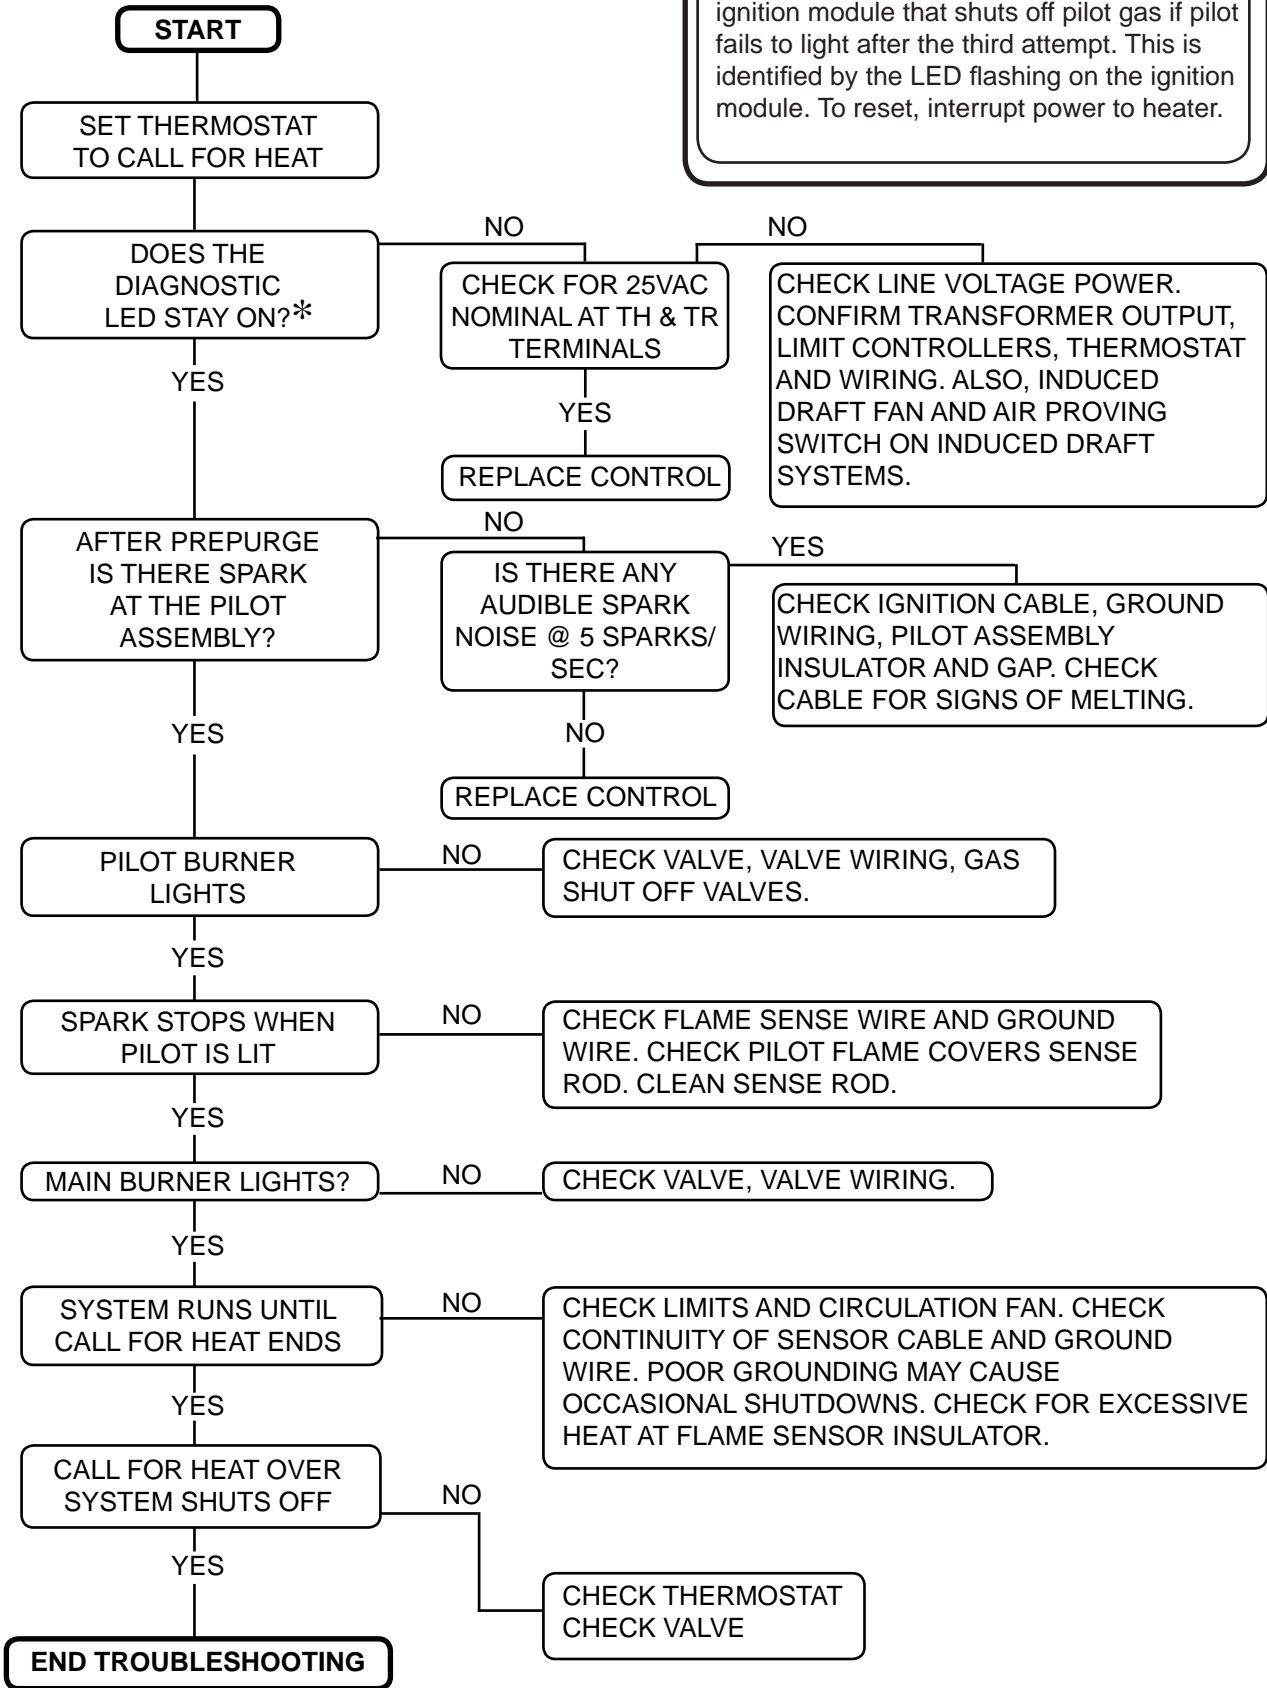 ignition module that shuts off pilot gas if pilot
fails to light after the third attempt. This is
identified by the LED flashing on the ignition
module. To reset, interrupt power to heater.
START
SET THERMOSTAT
TO CALL FOR HEAT
DOES THE
DIAGNOSTIC
LED STAY ON?*
NO
CHECK FOR 25VAC
NOMINAL AT TH & TR
TERMINALS
NO
CHECK LINE VOLTAGE POWER.
CONFIRM TRANSFORMER OUTPUT,
LIMIT CONTROLLERS, THERMOSTAT
AND WIRING. ALSO, INDUCED
DRAFT FAN AND AIR PROVING
SWITCH ON INDUCED DRAFT
SYSTEMS.
YES
REPLACE CONTROL
YES
AFTER PREPURGE
IS THERE SPARK
AT THE PILOT
ASSEMBLY?
NO
IS THERE ANY
AUDIBLE SPARK
NOISE @ 5 SPARKS/
SEC?
YES
CHECK IGNITION CABLE, GROUND
WIRING, PILOT ASSEMBLY
INSULATOR AND GAP. CHECK
CABLE FOR SIGNS OF MELTING.
NO
REPLACE CONTROL
YES
PILOT BURNER
LIGHTS
NO
CHECK VALVE, VALVE WIRING, GAS
SHUT OFF VALVES.
YES
SPARK STOPS WHEN
PILOT IS LIT
NO
CHECK FLAME SENSE WIRE AND GROUND
WIRE. CHECK PILOT FLAME COVERS SENSE
ROD. CLEAN SENSE ROD.
YES
MAIN BURNER LIGHTS?
NO
CHECK VALVE, VALVE WIRING.
YES
SYSTEM RUNS UNTIL
CALL FOR HEAT ENDS
NO
CHECK LIMITS AND CIRCULATION FAN. CHECK
CONTINUITY OF SENSOR CABLE AND GROUND
WIRE. POOR GROUNDING MAY CAUSE
OCCASIONAL SHUTDOWNS. CHECK FOR EXCESSIVE
HEAT AT FLAME SENSOR INSULATOR.
YES
CALL FOR HEAT OVER
SYSTEM SHUTS OFF
NO
CHECK THERMOSTAT
CHECK VALVE
YES
END TROUBLESHOOTING